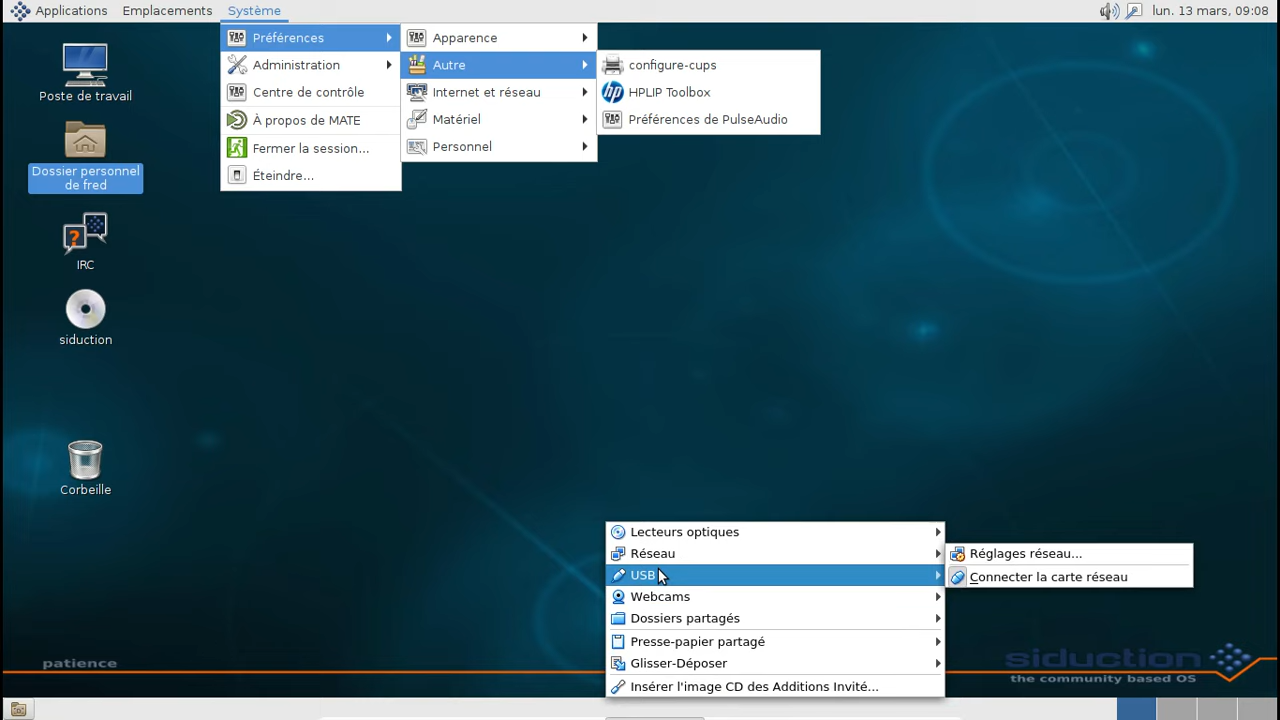 Applications Emplacements Système lun. 13 mars, 09:08
Préférences
Administration
Centre de contrôle
À propos de MATE
Fermer la session...
Éteindre...
Apparence
Autre
Internet et réseau
Matériel
Personnel
configure-cups
HPLIP Toolbox
Préférences de PulseAudio
Poste de travail
Dossier personnel
de fred
IRC
siduction
Corbeille
Lecteurs optiques
Réseau
USB
Webcams
Dossiers partagés
Presse-papier partagé
Glisser-Déposer
Insérer l'image CD des Additions Invité...
Réglages réseau...
Connecter la carte réseau
patience
siduction
the community based OS